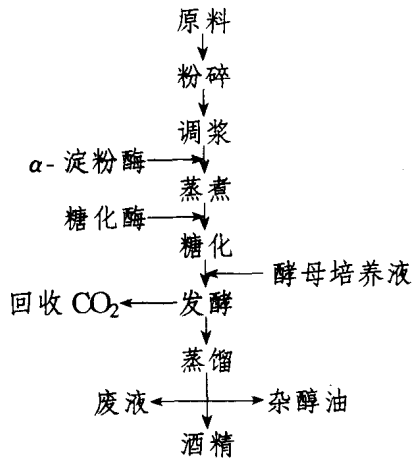 原料
粉碎
调浆
α-淀粉酶
蒸煮
糖化酶
糖化
酵母培养液
回收CO₂
发酵
蒸馏
废液
杂醇油
酒精